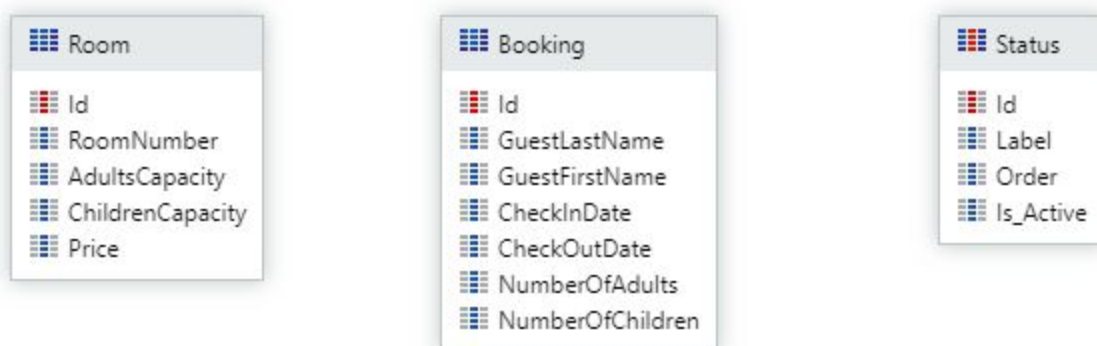 Room
Id
RoomNumber
AdultsCapacity
ChildrenCapacity
Price
Booking
Id
GuestLastName
GuestFirstName
CheckInDate
CheckOutDate
NumberOfAdults
NumberOfChildren
Status
Id
Label
Order
Is_Active